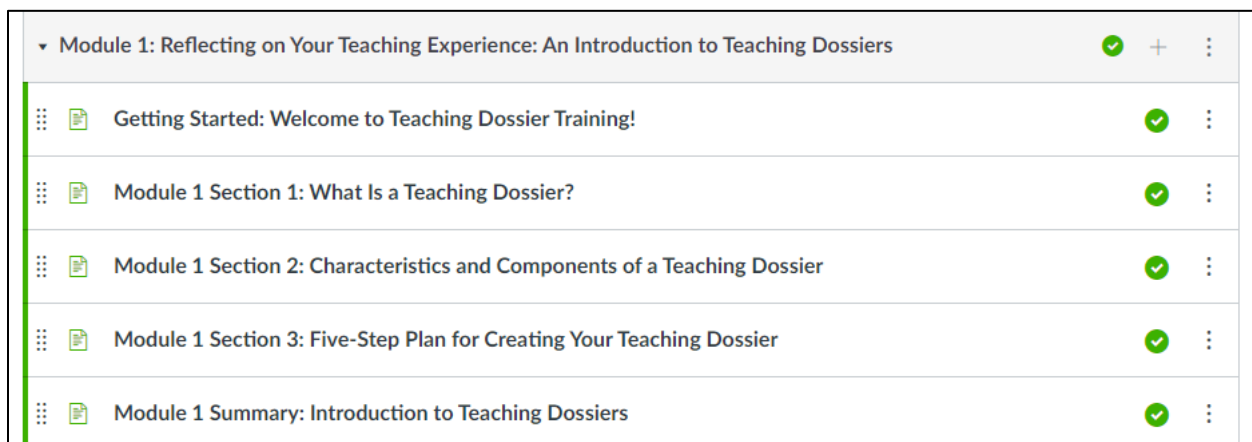 Module 1: Reflecting on Your Teaching Experience: An Introduction to Teaching Dossiers
Getting Started: Welcome to Teaching Dossier Training!
Module 1 Section 1: What Is a Teaching Dossier?
Module 1 Section 2: Characteristics and Components of a Teaching Dossier
Module 1 Section 3: Five-Step Plan for Creating Your Teaching Dossier
Module 1 Summary: Introduction to Teaching Dossiers